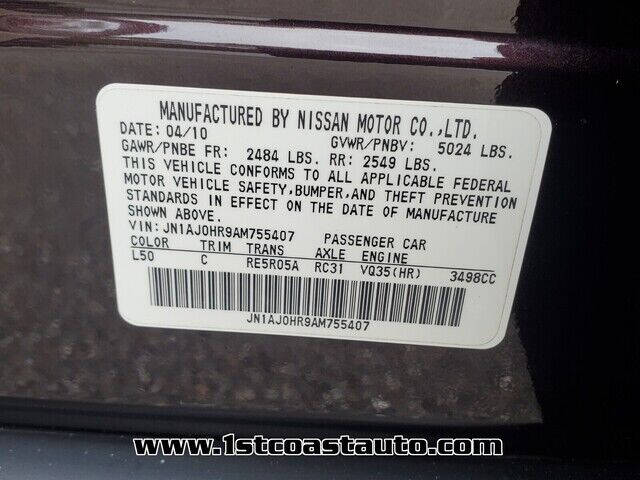 MANUFACTURED BY NISSAN MOTOR CO.,LTD.
DATE: 04/10 GVWR/PNBV: 5024 LBS.
GAWR/PNBE FR: 2484 LBS. RR: 2549 LBS.
THIS VEHICLE CONFORMS TO ALL APPLICABLE FEDERAL
MOTOR VEHICLE SAFETY, BUMPER, AND THEFT PREVENTION
STANDARDS IN EFFECT ON THE DATE OF MANUFACTURE
SHOWN ABOVE.
VIN: JN1AJ0HR9AM755407 PASSENGER CAR
COLOR TRIM TRANS AXLE ENGINE
L50 C RE5R05A RC31 VQ35(HR) 3498CC
JN1AJ0HR9AM755407
www.1stcoastauto.com